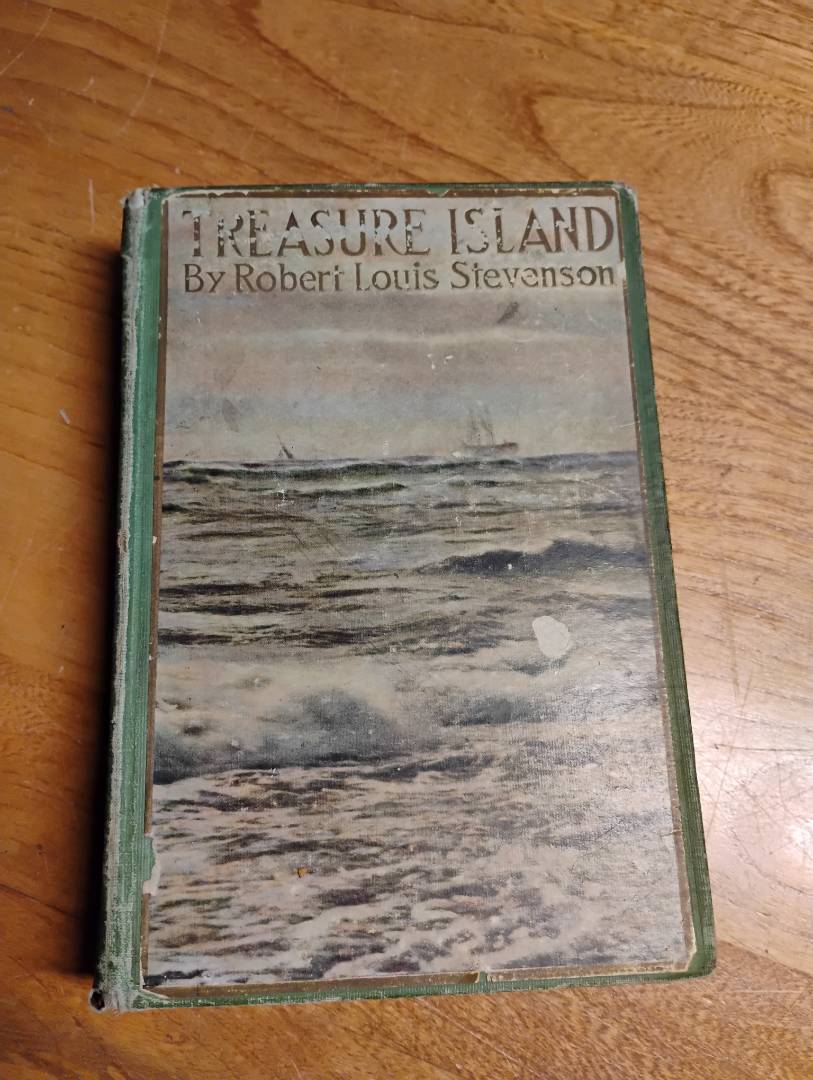 TREASURE ISLAND
By Robert Louis Stevenson